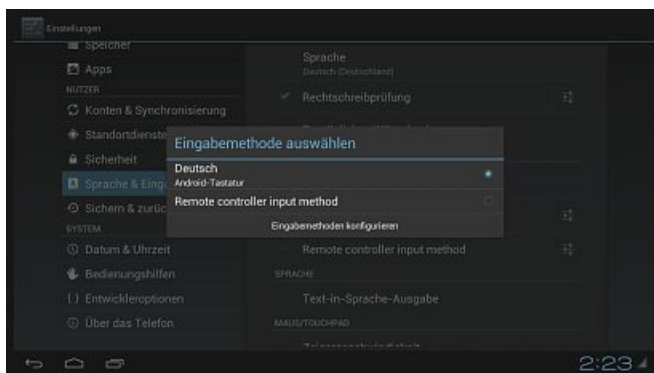 Einstellungen
Speicher
Apps
NUTZER
Konten & Synchronisierung
Standortdienste
Sicherheit
Sprache & Eing
Sichern & zurüc
SYSTEM
Datum & Uhrzeit
Bedienungshilfen
{ } Entwickleroptionen
Über das Telefon
Sprache
Deutsch (Deutschland)
Rechtschreibprüfung
Eingabemethode auswählen
Deutsch
Android-Tastatur
Remote controller input method
Eingabemethoden konfigurieren
Remote controller input method
SPRACHE
Text-in-Sprache-Ausgabe
MAUS/TOUCHPAD
2:23